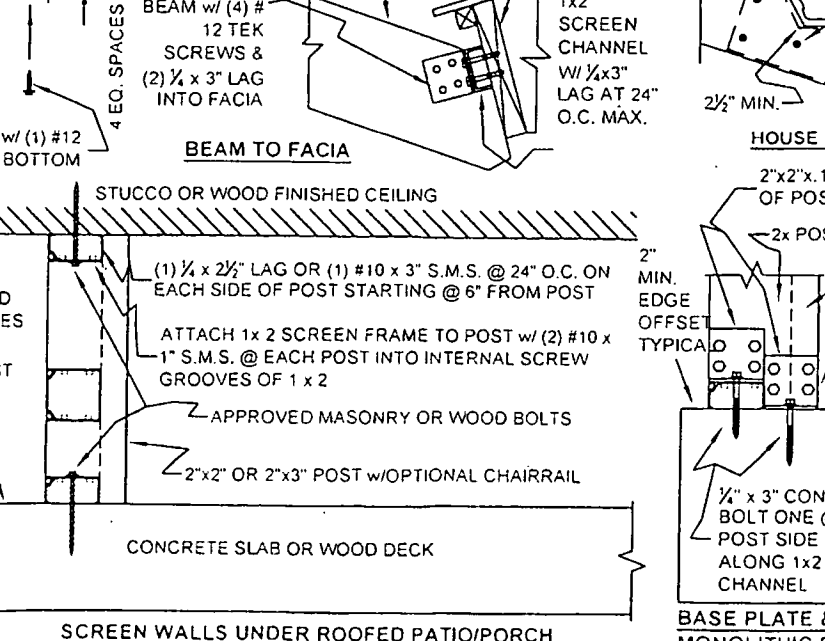 BEAM w/ (4) #
12 TEK
SCREWS &
(2) ¼ x 3" LAG
INTO FACIA
4 EQ. SPACES
w/ (1) #12
BOTTOM
BEAM TO FACIA
1x2
SCREEN
CHANNEL
W/ ¼x3"
LAG AT 24"
O.C. MAX.
2½" MIN.
HOUSE
STUCCO OR WOOD FINISHED CEILING
(1) ¼ x 2½" LAG OR (1) #10 x 3" S.M.S. @ 24" O.C. ON
EACH SIDE OF POST STARTING @ 6" FROM POST
ATTACH 1x 2 SCREEN FRAME TO POST w/ (2) #10 x
1" S.M.S. @ EACH POST INTO INTERNAL SCREW
GROOVES OF 1 x 2
APPROVED MASONRY OR WOOD BOLTS
2"x2" OR 2"x3" POST w/OPTIONAL CHAIRRAIL
CONCRETE SLAB OR WOOD DECK
SCREEN WALLS UNDER ROOFED PATIO/PORCH
2"x2"x.1
OF POS
2x POS
2"
MIN.
EDGE
OFFSET
TYPICA
¼" x 3" CON
BOLT ONE (
POST SIDE
ALONG 1x2
CHANNEL
BASE PLATE &